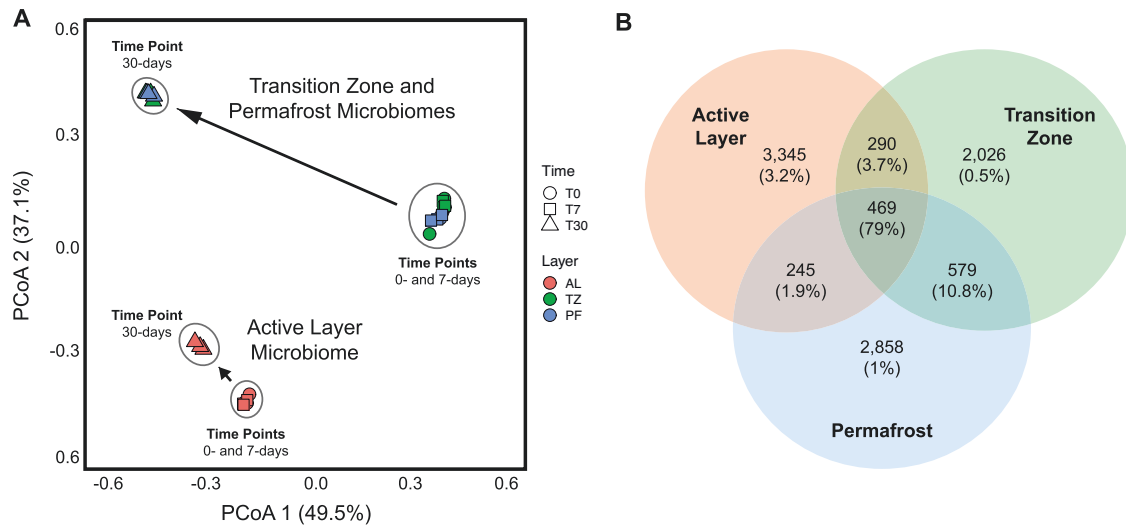 A
0.6
0.3
0.0
-0.3
0.6
PCoA 2 (37.1%)
Time Point
30-days
Transition Zone and
Permafrost Microbiomes
Time Points
0- and 7-days
Time Point
30-days
Active Layer
Microbiome
Time Points
0- and 7-days
-0.6
-0.3
0.0
0.3
0.6
PCoA 1 (49.5%)
Time
T0
T7
T30
Layer
AL
TZ
PF
B
Active
Layer
Transition
Zone
3,345
(3.2%)
290
(3.7%)
2,026
(0.5%)
469
(79%)
245
(1.9%)
579
(10.8%)
2,858
(1%)
Permafrost